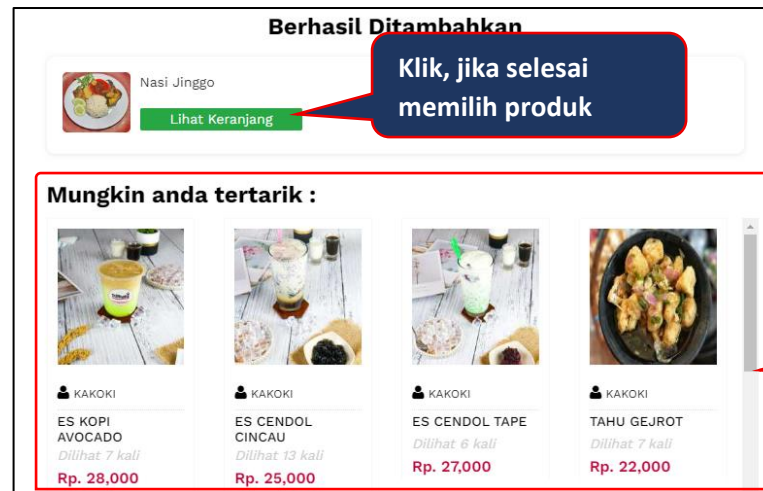 Berhasil Ditambahkan
Klik, jika selesai
memilih produk
Nasi Jinggo
Lihat Keranjang
Mungkin anda tertarik :
KAKOKI
ES KOPI
AVOCADO
Dilihat 7 kali
Rp. 28,000
KAKOKI
ES CENDOL
CINCAU
Dilihat 13 kali
Rp. 25,000
KAKOKI
ES CENDOL TAPE
Dilihat 6 kali
Rp. 27,000
KAKOKI
TAHU GEJROT
Dilihat 7 kali
Rp. 22,000